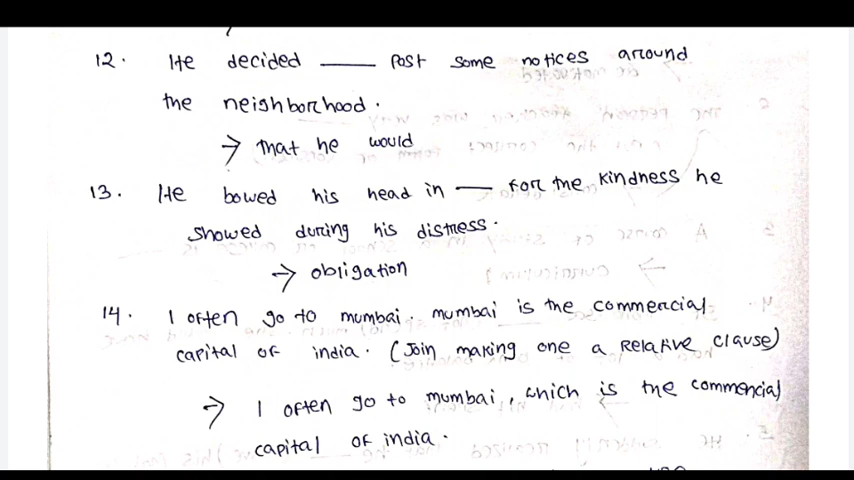 12. He decided ____ post some notices around
the neighborhood.
→ that he would
13. He bowed his head in ___ for the kindness he
showed during his distress.
→ obligation
14. I often go to mumbai. mumbai is the commercial
capital of india. (Join making one a Relative clause)
→ I often go to mumbai, which is the commercial
capital of india.